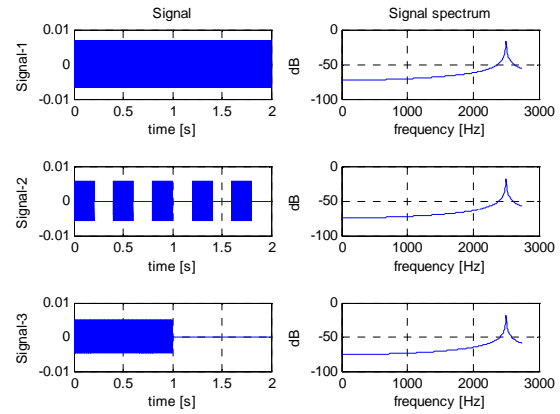 Signal
Signal spectrum
0.01
0
-0.01
Signal-1
0 0.5 1 1.5 2
time [s]
0
-50
-100
dB
0 1000 2000 3000
frequency [Hz]
0.01
0
-0.01
Signal-2
0 0.5 1 1.5 2
time [s]
0
-50
-100
dB
0 1000 2000 3000
frequency [Hz]
0.01
0
-0.01
Signal-3
0 0.5 1 1.5 2
time [s]
0
-50
-100
dB
0 1000 2000 3000
frequency [Hz]